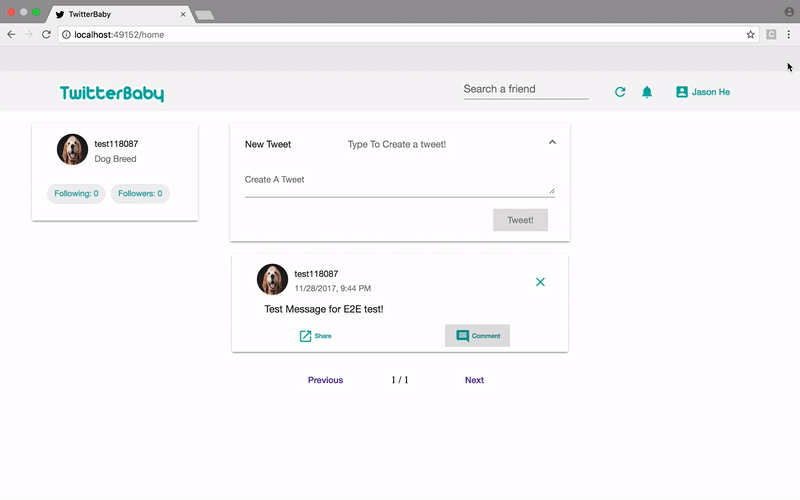 TwitterBaby
localhost:49152/home
TwitterBaby
Search a friend
Jason He
test118087
Dog Breed
Following: 0
Followers: 0
New Tweet
Type To Create a tweet!
Create A Tweet
Tweet!
test118087
11/28/2017, 9:44 PM
Test Message for E2E test!
Share
Comment
Previous
1 / 1
Next